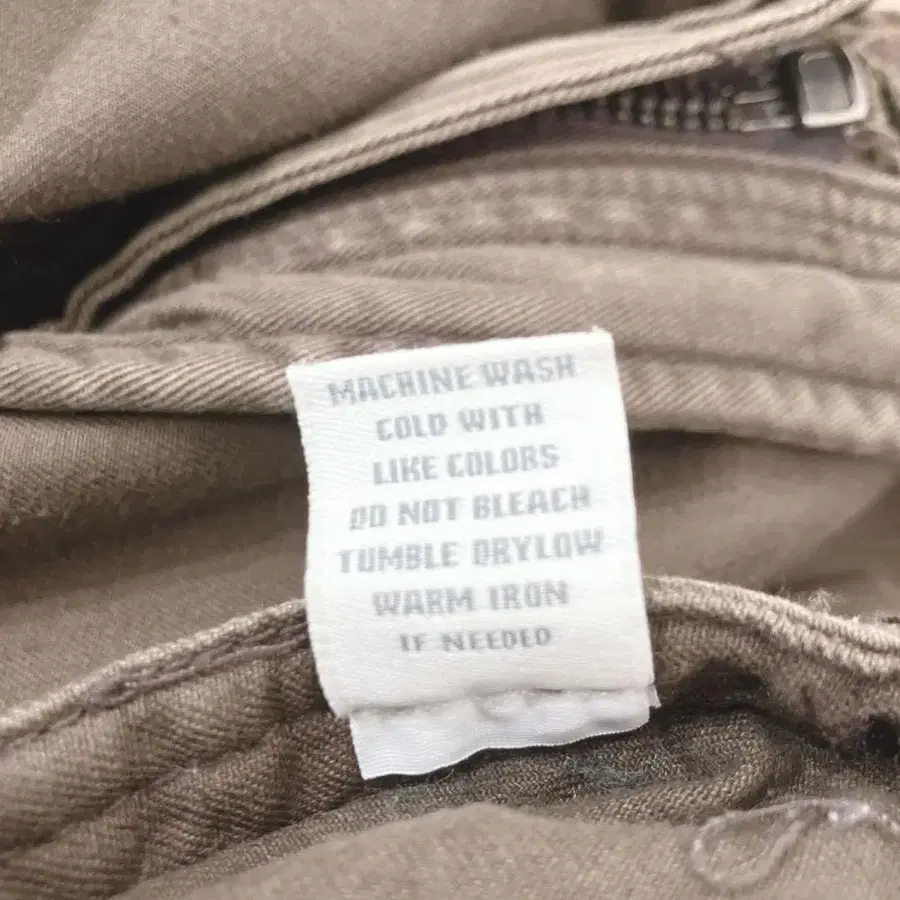 MACHINE WASH
COLD WITH
LIKE COLORS
DO NOT BLEACH
TUMBLE DRYLOW
WARM IRON
IF NEEDED